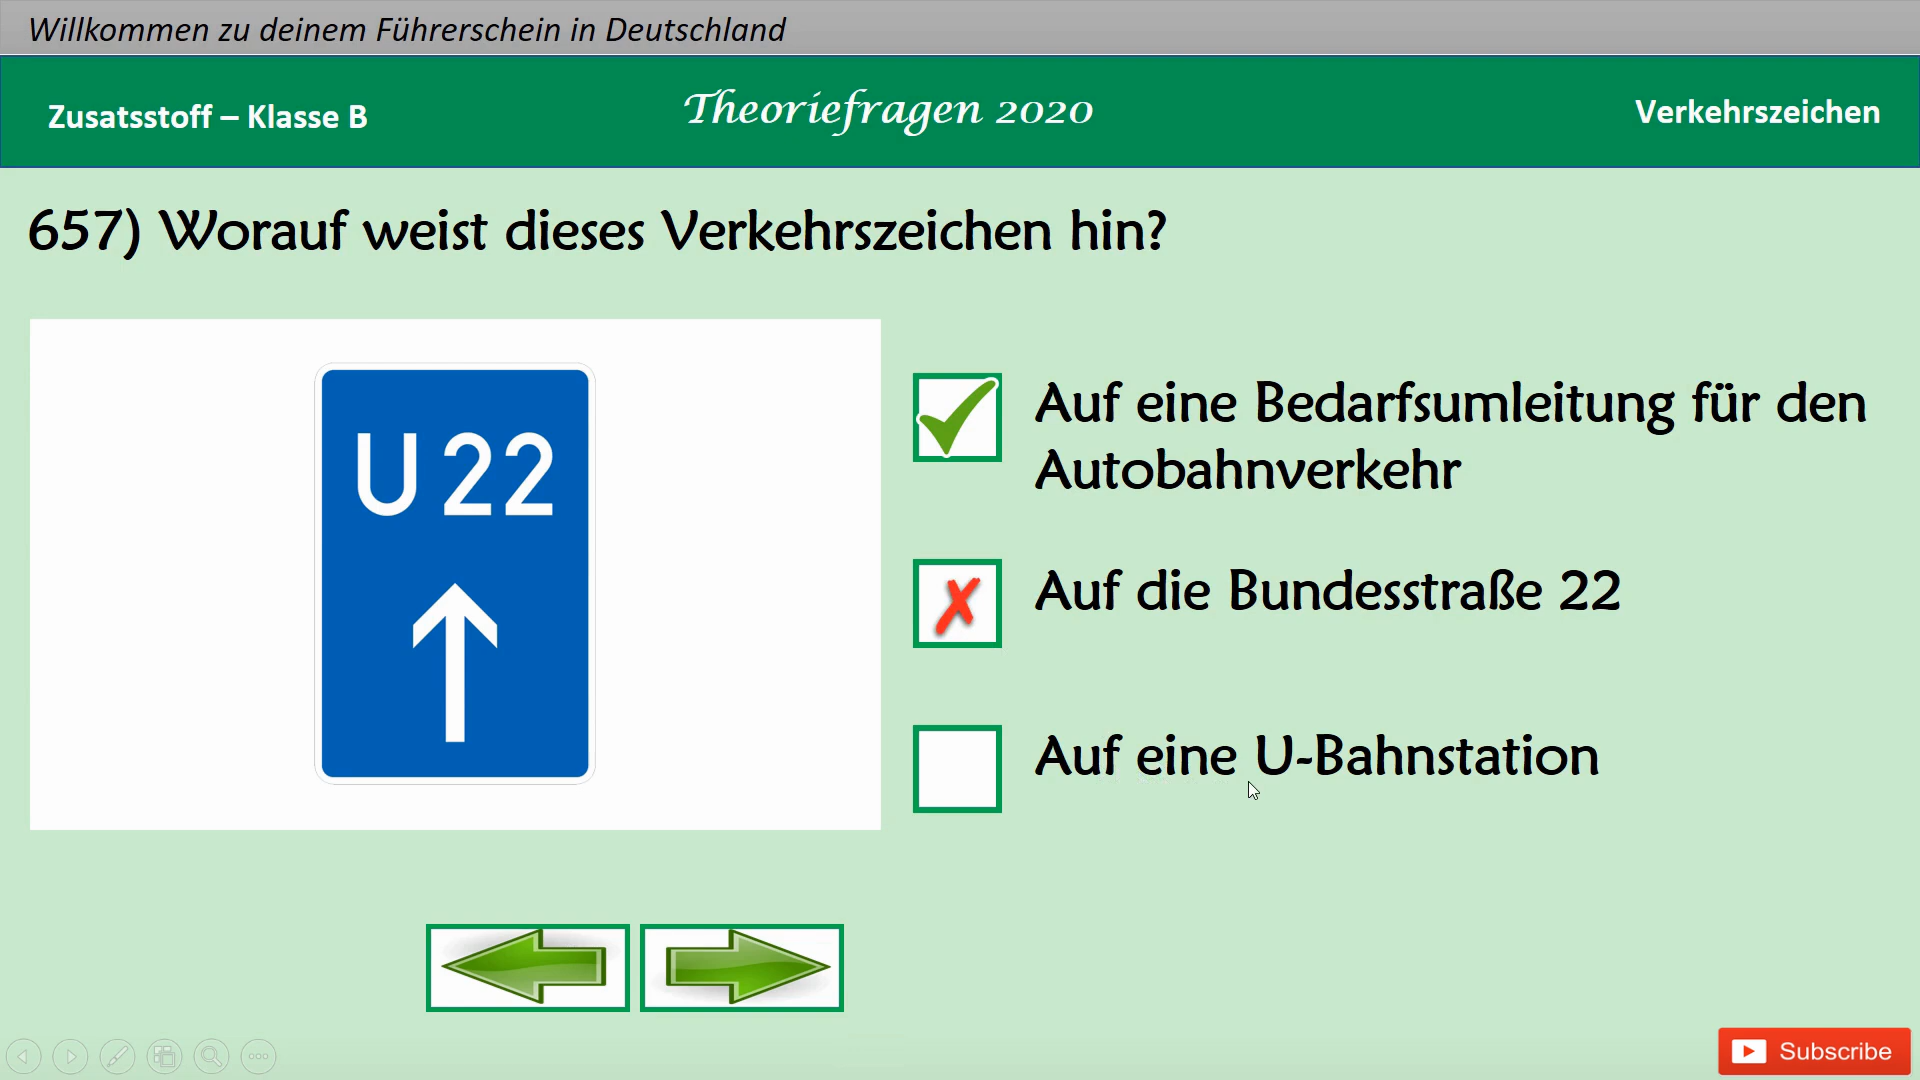 Willkommen zu deinem Führerschein in Deutschland
Zusatsstoff – Klasse B
Theoriefragen 2020
Verkehrszeichen
657) Worauf weist dieses Verkehrszeichen hin?
U 22
Auf eine Bedarfsumleitung für den
Autobahnverkehr
Auf die Bundesstraße 22
Auf eine U-Bahnstation
Subscribe